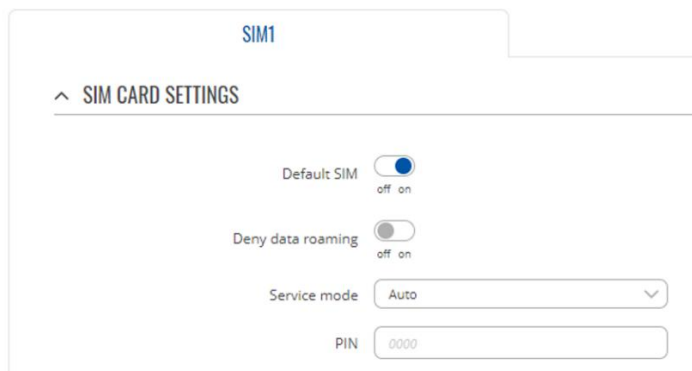 SIM1
SIM CARD SETTINGS
Default SIM
off on
Deny data roaming
off on
Service mode Auto
PIN 0000